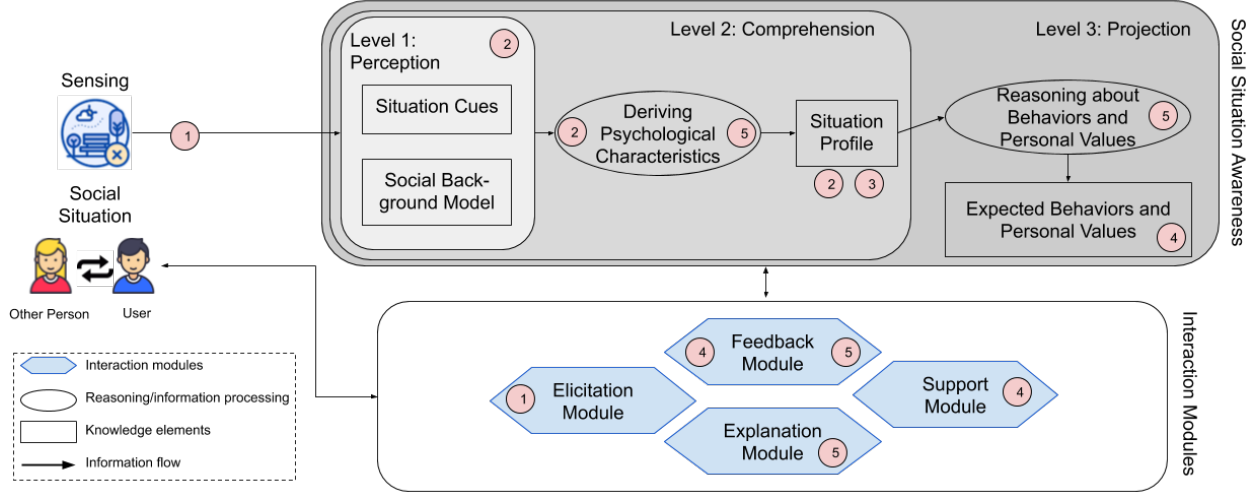 Sensing
1
Social
Situation
Other Person
User
Level 1:
Perception
2
Situation Cues
Social Back-
ground Model
Level 2: Comprehension
2
Deriving
Psychological
Characteristics
5
Situation
Profile
2
3
Level 3: Projection
Reasoning about
Behaviors and
Personal Values
5
Expected Behaviors and
Personal Values
4
Social Situation Awareness
Interaction modules
Reasoning/information processing
Knowledge elements
Information flow
4
Feedback
Module
5
1
Elicitation
Module
Support
Module
4
Explanation
Module
5
Interaction Modules